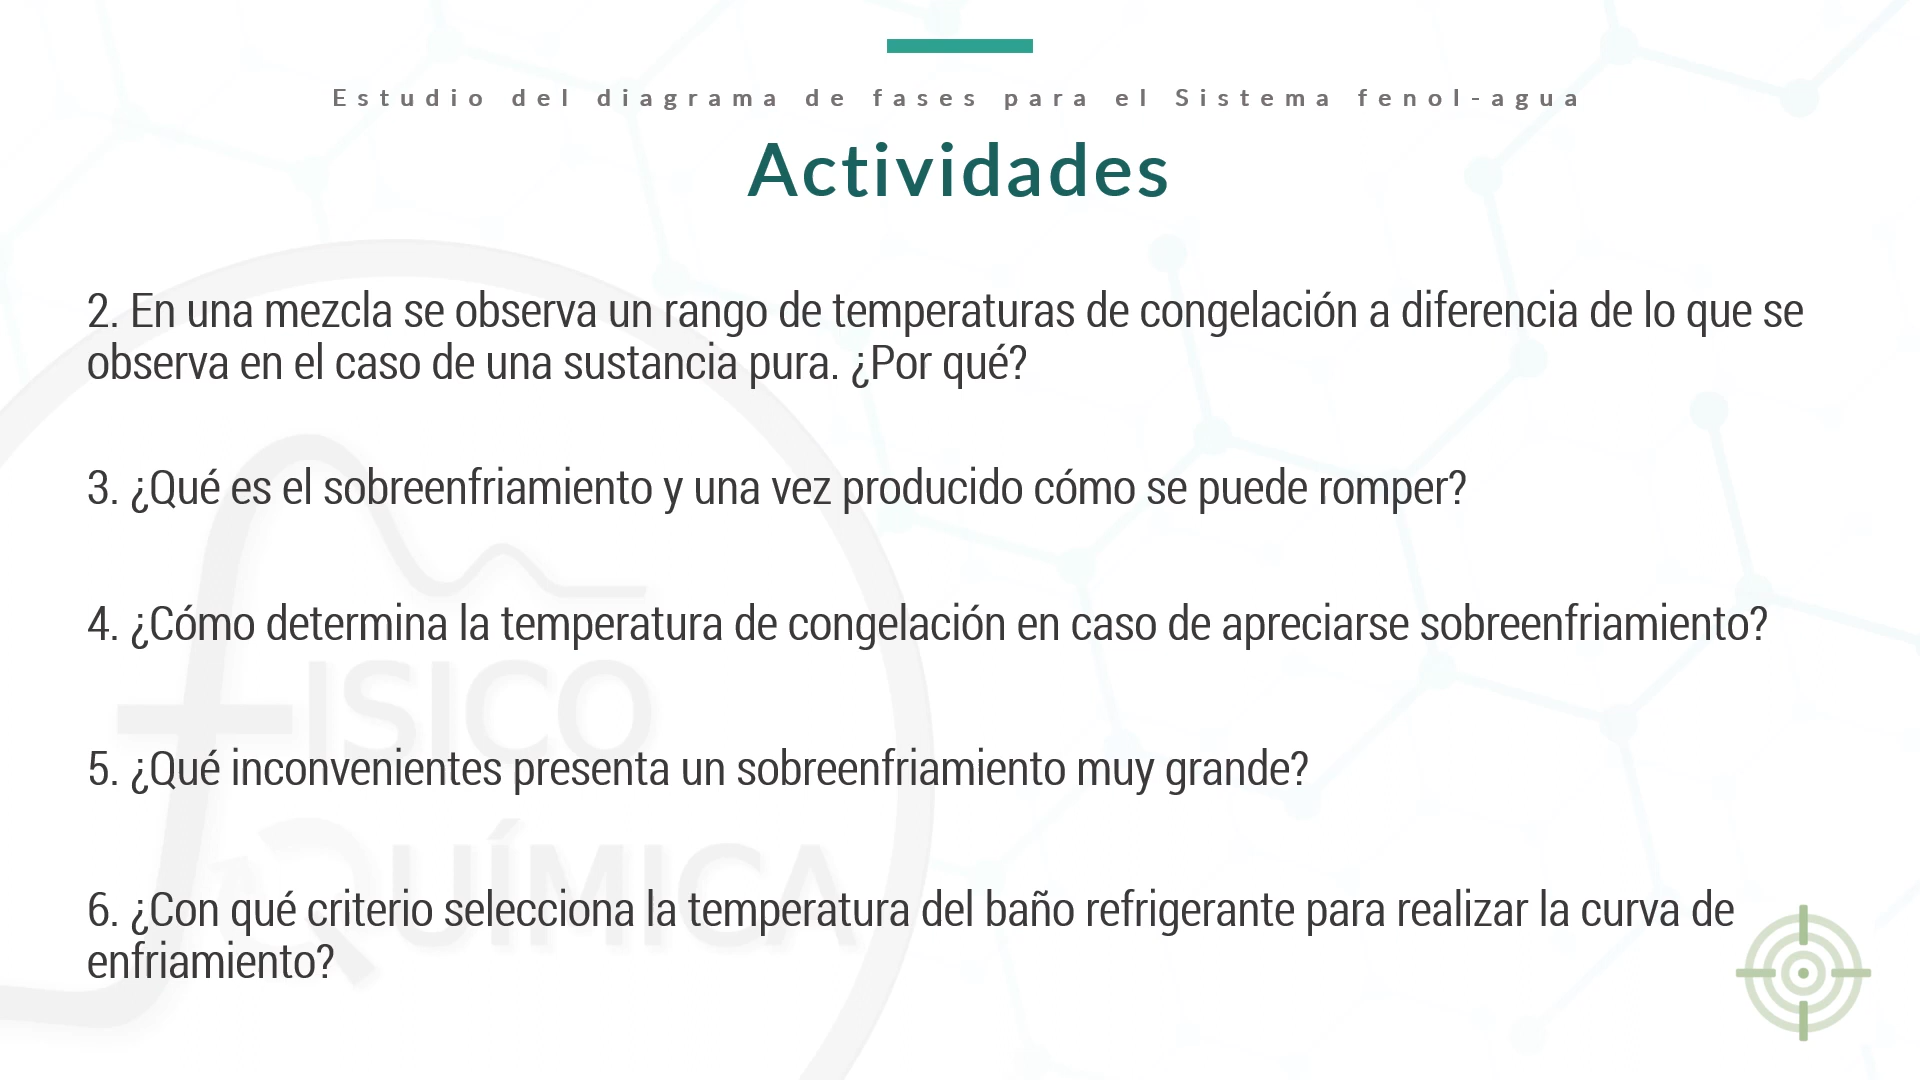 Estudio del diagrama de fases para el Sistema fenol-agua
Actividades
2. En una mezcla se observa un rango de temperaturas de congelación a diferencia de lo que se
observa en el caso de una sustancia pura. ¿Por qué?
3. ¿Qué es el sobreenfriamiento y una vez producido cómo se puede romper?
4. ¿Cómo determina la temperatura de congelación en caso de apreciarse sobreenfriamiento?
5. ¿Qué inconvenientes presenta un sobreenfriamiento muy grande?
6. ¿Con qué criterio selecciona la temperatura del baño refrigerante para realizar la curva de
enfriamiento?
FISICO
QUÍMICA